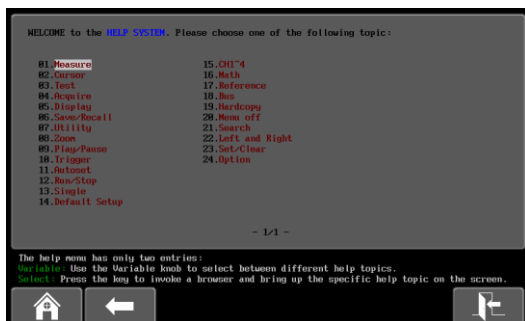 WELCOME to the HELP SYSTEM. Please choose one of the following topic:
01.Measure
02.Cursor
03.Test
04.Acquire
05.Display
06.Save/Recall
07.Utility
08.Zoom
09.Play/Pause
10.Trigger
11.Autoset
12.Run/Stop
13.Single
14.Default Setup
15.CH1~4
16.Math
17.Reference
18.Bus
19.Hardcopy
20.Menu off
21.Search
22.Left and Right
23.Set/Clear
24.Option
- 1/1 -
The help menu has only two entries:
Variable: Use the Variable knob to select between different help topics.
Select: Press the key to invoke a browser and bring up the specific help topic on the screen.